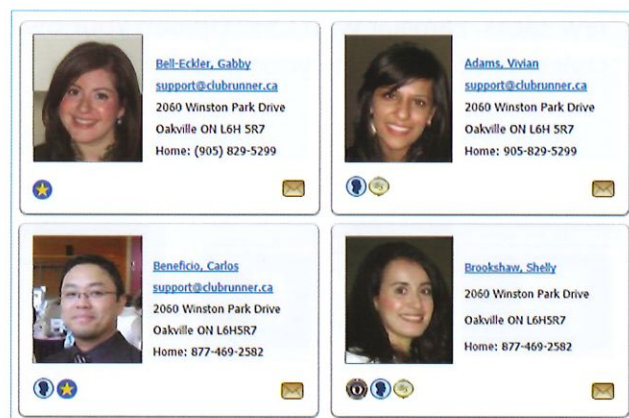 Bell-Eckler, Gabby
support@clubrunner.ca
2060 Winston Park Drive
Oakville ON L6H 5R7
Home: (905) 829-5299
Adams, Vivian
support@clubrunner.ca
2060 Winston Park Drive
Oakville ON L6H 5R7
Home: 905-829-5299
Beneficio, Carlos
support@clubrunner.ca
2060 Winston Park Drive
Oakville ON L6H5R7
Home: 877-469-2582
Brookshaw, Shelly
2060 Winston Park Drive
Oakville ON L6H5R7
Home: 877-469-2582